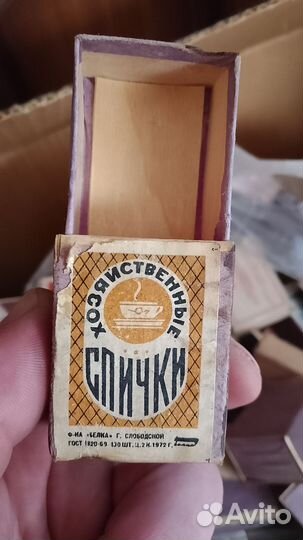 ХОЗЯЙСТВЕННЫЕ
СПИЧКИ
Ф-КА «БЕЛКА» Г. СЛОБОДСКОЙ
ГОСТ 1820-69. 130 ШТ. Ц. 2 К. 1972 Г.
Avito